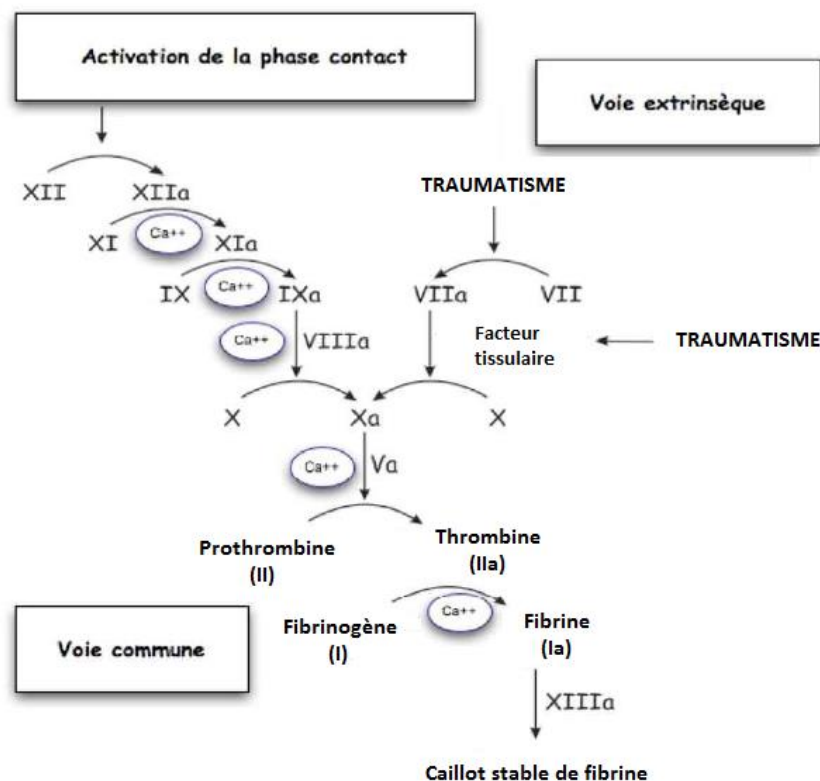 Activation de la phase contact
Voie extrinsèque
XII XIIa
TRAUMATISME
Ca++
XI XIa
IX Ca++ IXa
VIIa VII
Ca++ VIIIa
Facteur
tissulaire
TRAUMATISME
X Xa X
Ca++ Va
Prothrombine
(II)
Thrombine
(IIa)
Ca++
Fibrinogène
(I)
Fibrine
(Ia)
Voie commune
XIIIa
Caillot stable de fibrine